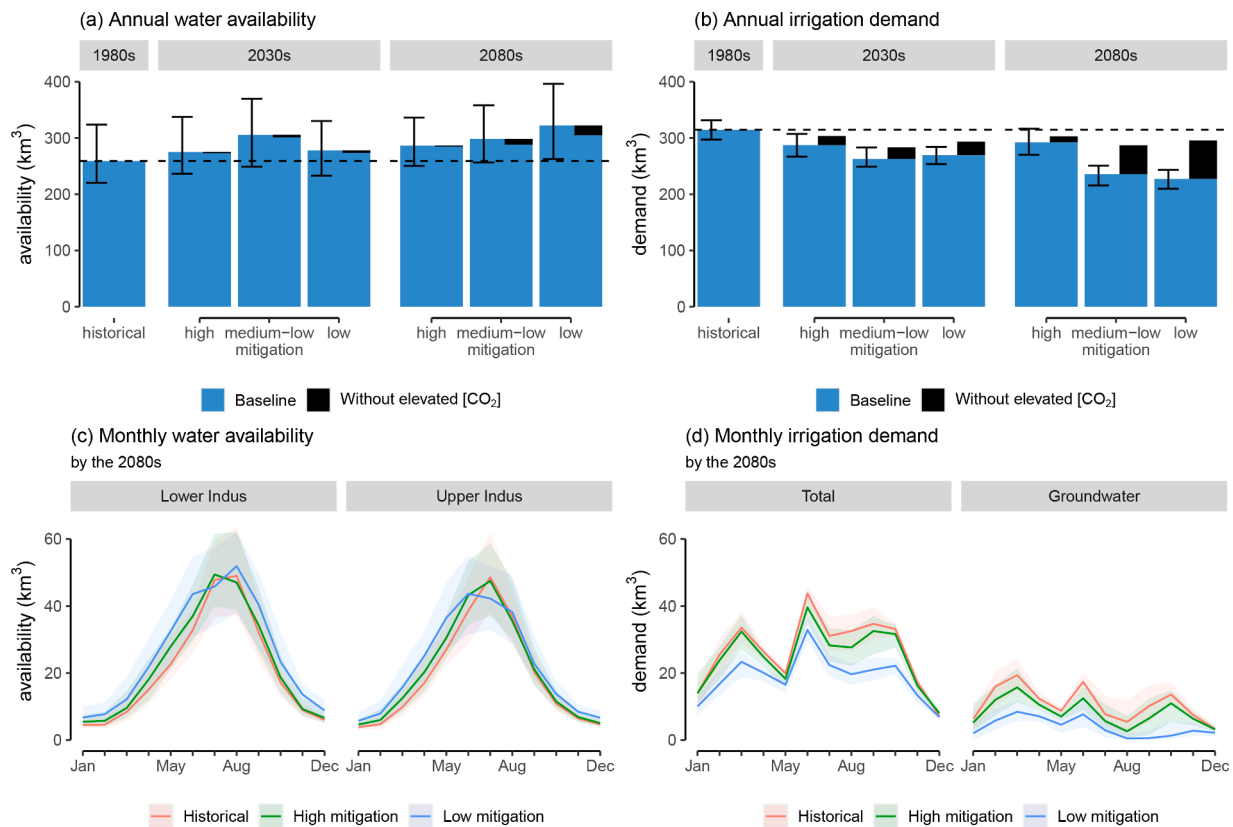 (a) Annual water availability
1980s 2030s 2080s
400
300
200
100
0
availability (km³)
historical high medium−low low high medium−low low
mitigation mitigation
Baseline Without elevated [CO₂]
(b) Annual irrigation demand
1980s 2030s 2080s
400
300
200
100
0
demand (km³)
historical high medium−low low high medium−low low
mitigation mitigation
Baseline Without elevated [CO₂]
(c) Monthly water availability
by the 2080s
Lower Indus Upper Indus
60
40
20
0
availability (km³)
Jan May Aug Dec Jan May Aug Dec
Historical High mitigation Low mitigation
(d) Monthly irrigation demand
by the 2080s
Total Groundwater
60
40
20
0
demand (km³)
Jan May Aug Dec Jan May Aug Dec
Historical High mitigation Low mitigation